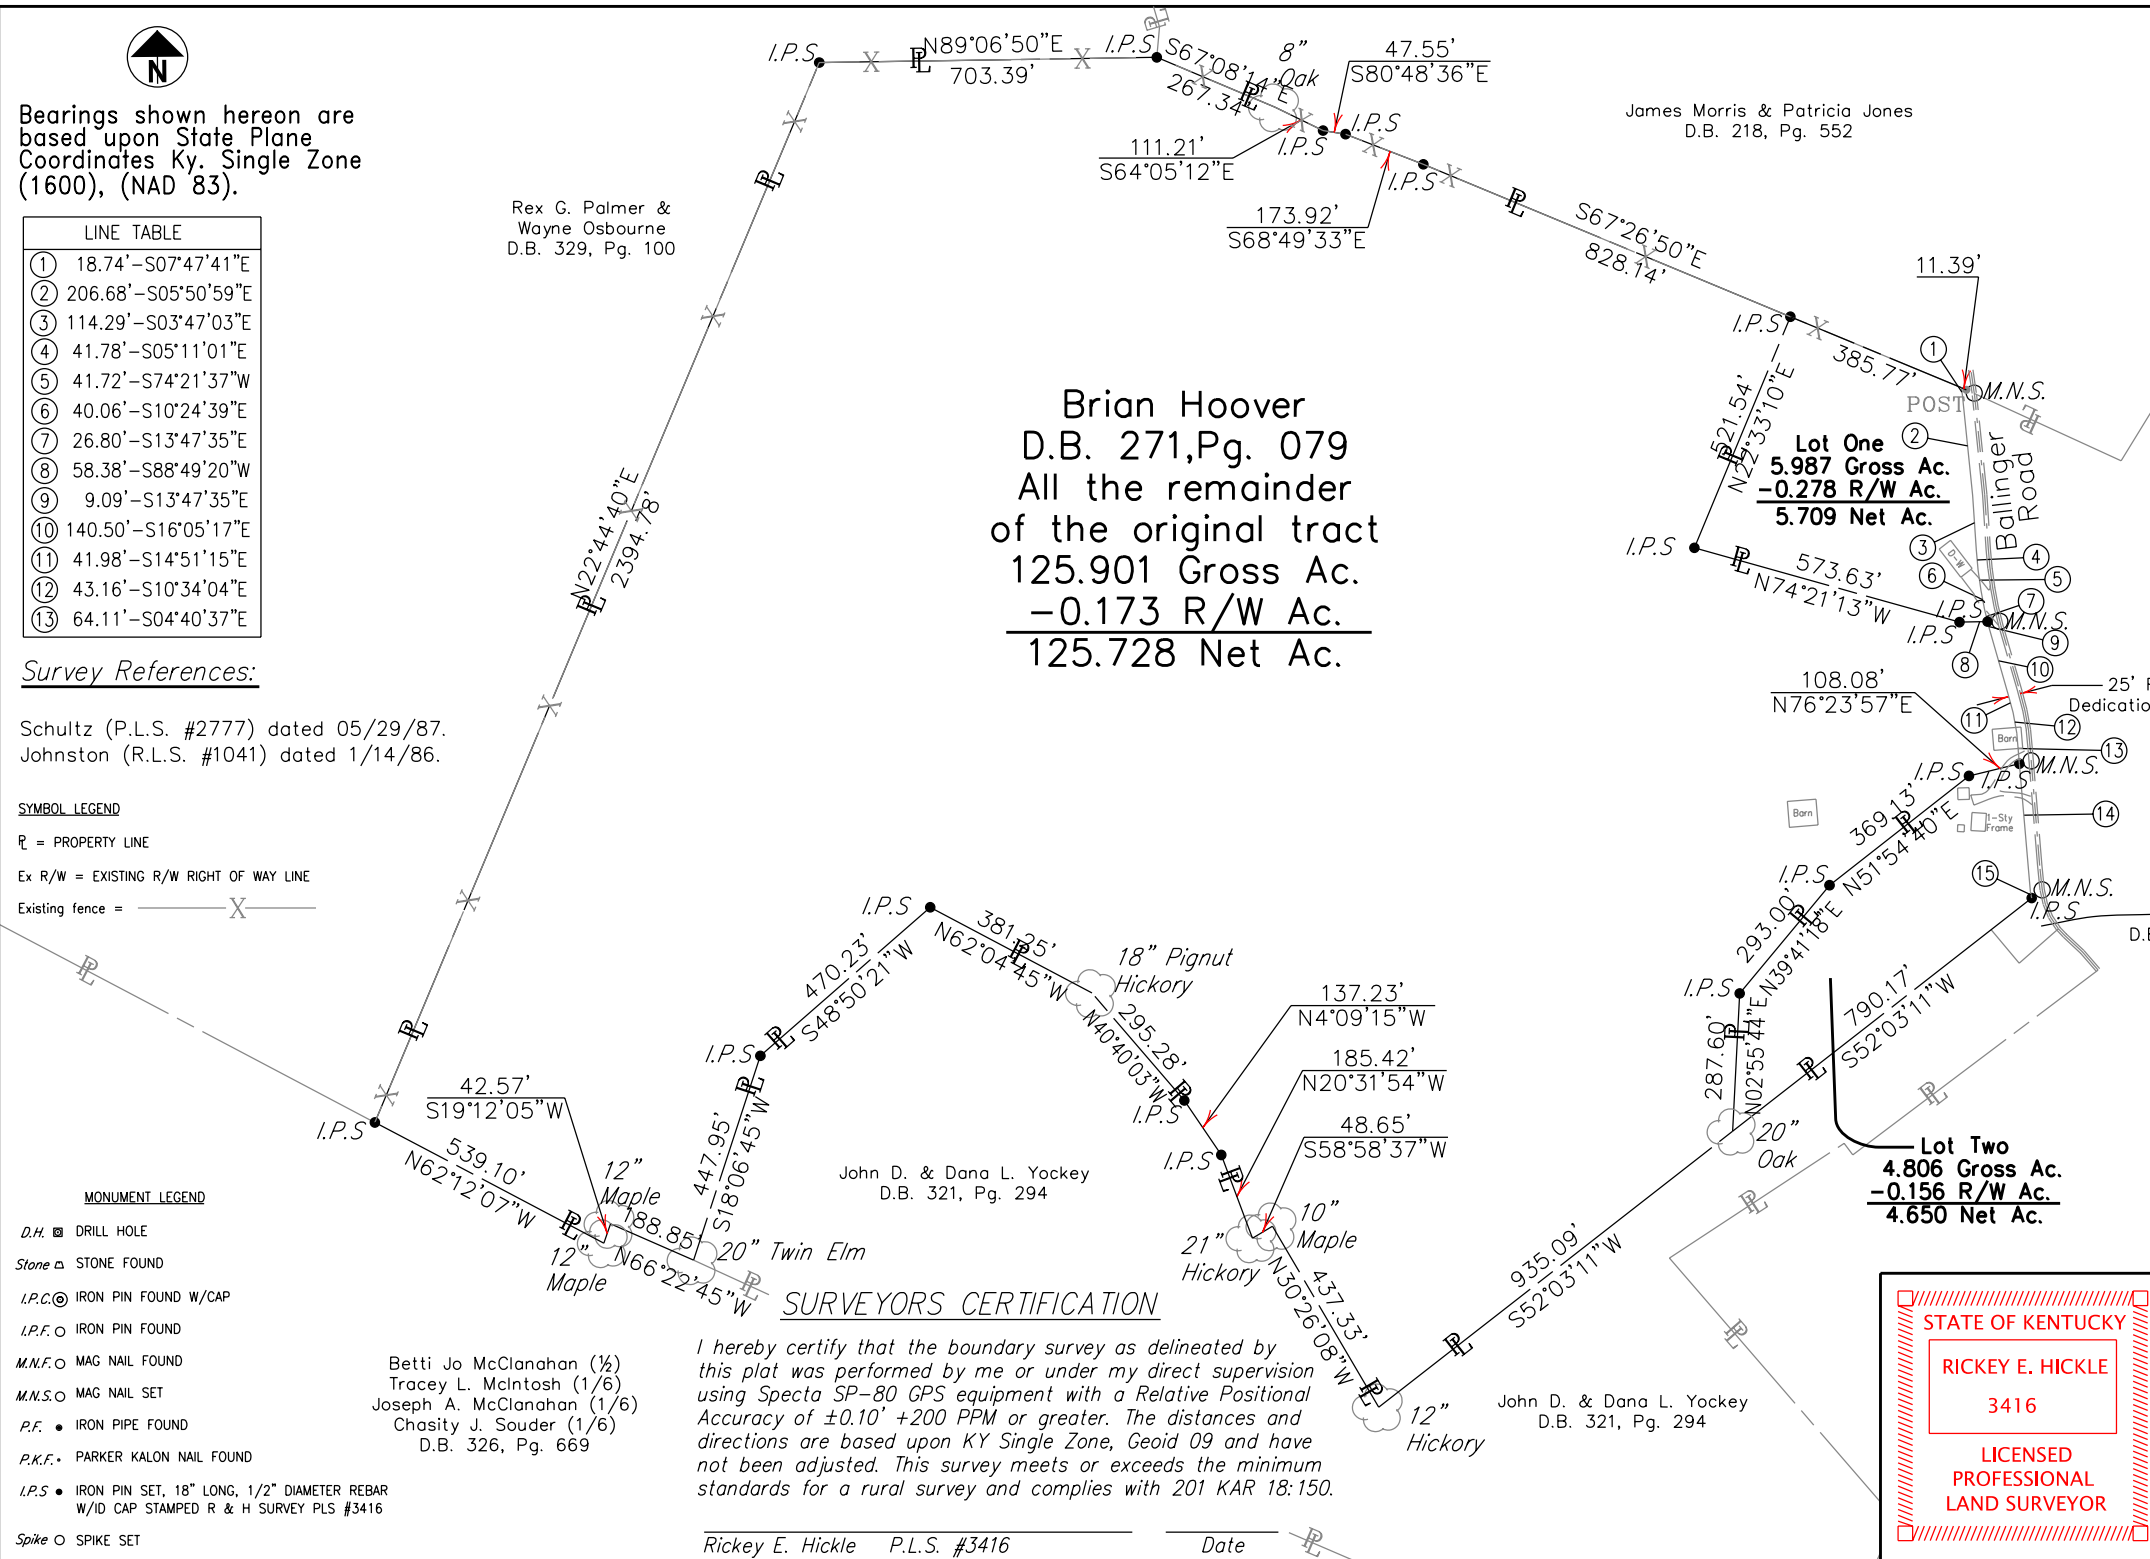 N
Bearings shown hereon are
based upon State Plane
Coordinates Ky. Single Zone
(1600), (NAD 83).
LINE TABLE
1 18.74'-S07°47'41"E
2 206.68'-S05°50'59"E
3 114.29'-S03°47'03"E
4 41.78'-S05°11'01"E
5 41.72'-S74°21'37"W
6 40.06'-S10°24'39"E
7 26.80'-S13°47'35"E
8 58.38'-S88°49'20"W
9 9.09'-S13°47'35"E
10 140.50'-S16°05'17"E
11 41.98'-S14°51'15"E
12 43.16'-S10°34'04"E
13 64.11'-S04°40'37"E
Survey References:
Schultz (P.L.S. #2777) dated 05/29/87.
Johnston (R.L.S. #1041) dated 1/14/86.
SYMBOL LEGEND
PL = PROPERTY LINE
Ex R/W = EXISTING R/W RIGHT OF WAY LINE
Existing fence = X
MONUMENT LEGEND
D.H. DRILL HOLE
Stone STONE FOUND
I.P.C. IRON PIN FOUND W/CAP
I.P.F. IRON PIN FOUND
M.N.F. MAG NAIL FOUND
M.N.S. MAG NAIL SET
P.F. IRON PIPE FOUND
P.K.F. PARKER KALON NAIL FOUND
I.P.S IRON PIN SET, 18" LONG, 1/2" DIAMETER REBAR
W/ID CAP STAMPED R & H SURVEY PLS #3416
Spike SPIKE SET
I.P.S
N89°06'50"E
703.39'
I.P.S
S67°08'14"E
267.34'
8"
Oak
47.55'
S80°48'36"E
I.P.S
I.P.S
I.P.S
111.21'
S64°05'12"E
173.92'
S68°49'33"E
James Morris & Patricia Jones
D.B. 218, Pg. 552
Rex G. Palmer &
Wayne Osbourne
D.B. 329, Pg. 100
S67°26'50"E
828.14'
11.39'
I.P.S
385.77'
1
M.N.S.
POST
521.54'
N22°33'10"E
2
Lot One
5.987 Gross Ac.
-0.278 R/W Ac.
5.709 Net Ac.
Ballinger
Road
Brian Hoover
D.B. 271,Pg. 079
All the remainder
of the original tract
125.901 Gross Ac.
-0.173 R/W Ac.
125.728 Net Ac.
N22°44'40"E
2394.78'
I.P.S
573.63'
N74°21'13"W
3
D-W
4
5
6
7
I.P.S
I.P.S
M.N.S.
8
9
10
108.08'
N76°23'57"E
25' R
Dedicatio
11
12
Barn
13
M.N.S.
I.P.S
I.P.S
369.13'
N51°54'40"E
Barn
1-Sty
Frame
14
15
M.N.S.
I.P.S
I.P.S
293.00'
N39°41'18"E
I.P.S
287.60'
N02°55'44"E
790.17'
S52°03'11"W
20"
Oak
Lot Two
4.806 Gross Ac.
-0.156 R/W Ac.
4.650 Net Ac.
I.P.S
381.25'
N62°04'45"W
18" Pignut
Hickory
470.23'
S48°50'21"W
295.28'
N40°40'03"W
137.23'
N4°09'15"W
I.P.S
I.P.S
185.42'
N20°31'54"W
48.65'
S58°58'37"W
I.P.S
42.57'
S19°12'05"W
I.P.S
539.10'
N62°12'07"W
12"
Maple
12"
Maple
447.95'
S18°06'45"W
188.85'
N66°22'45"W
20" Twin Elm
John D. & Dana L. Yockey
D.B. 321, Pg. 294
10"
Maple
21"
Hickory
437.33'
N30°26'08"W
935.09'
S52°03'11"W
12"
Hickory
John D. & Dana L. Yockey
D.B. 321, Pg. 294
Betti Jo McClanahan (½)
Tracey L. McIntosh (1/6)
Joseph A. McClanahan (1/6)
Chasity J. Souder (1/6)
D.B. 326, Pg. 669
SURVEYORS CERTIFICATION
I hereby certify that the boundary survey as delineated by
this plat was performed by me or under my direct supervision
using Specta SP-80 GPS equipment with a Relative Positional
Accuracy of ±0.10' +200 PPM or greater. The distances and
directions are based upon KY Single Zone, Geoid 09 and have
not been adjusted. This survey meets or exceeds the minimum
standards for a rural survey and complies with 201 KAR 18:150.
Rickey E. Hickle P.L.S. #3416 Date
STATE OF KENTUCKY
RICKEY E. HICKLE
3416
LICENSED
PROFESSIONAL
LAND SURVEYOR